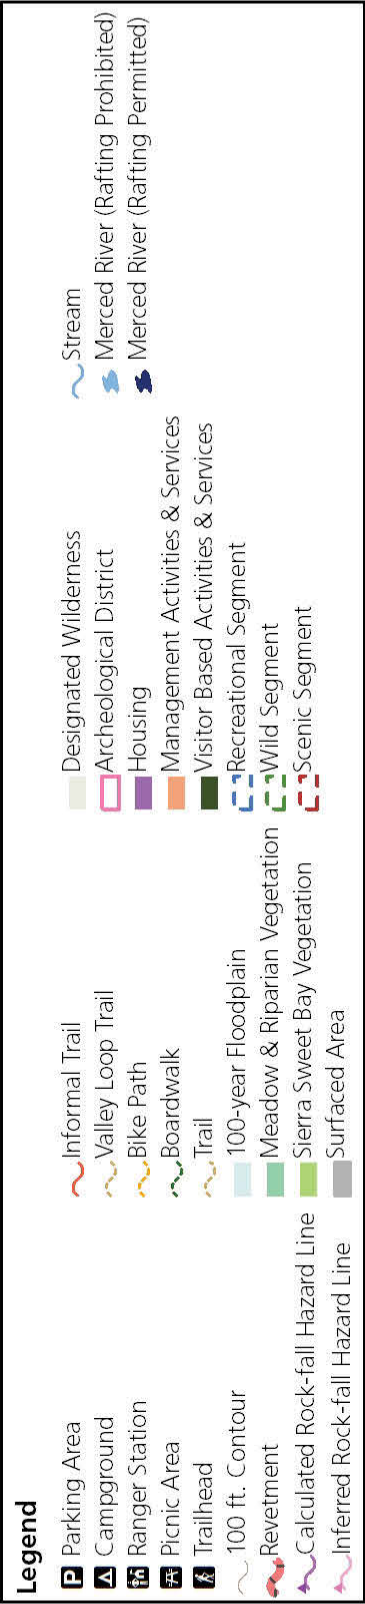 Legend
P Parking Area
Campground
Ranger Station
Picnic Area
Trailhead
100 ft. Contour
Revetment
Calculated Rock-fall Hazard Line
Inferred Rock-fall Hazard Line
Informal Trail
Valley Loop Trail
Bike Path
Boardwalk
Trail
100-year Floodplain
Meadow & Riparian Vegetation
Sierra Sweet Bay Vegetation
Surfaced Area
Designated Wilderness
Archeological District
Housing
Management Activities & Services
Visitor Based Activities & Services
Recreational Segment
Wild Segment
Scenic Segment
Stream
Merced River (Rafting Prohibited)
Merced River (Rafting Permitted)